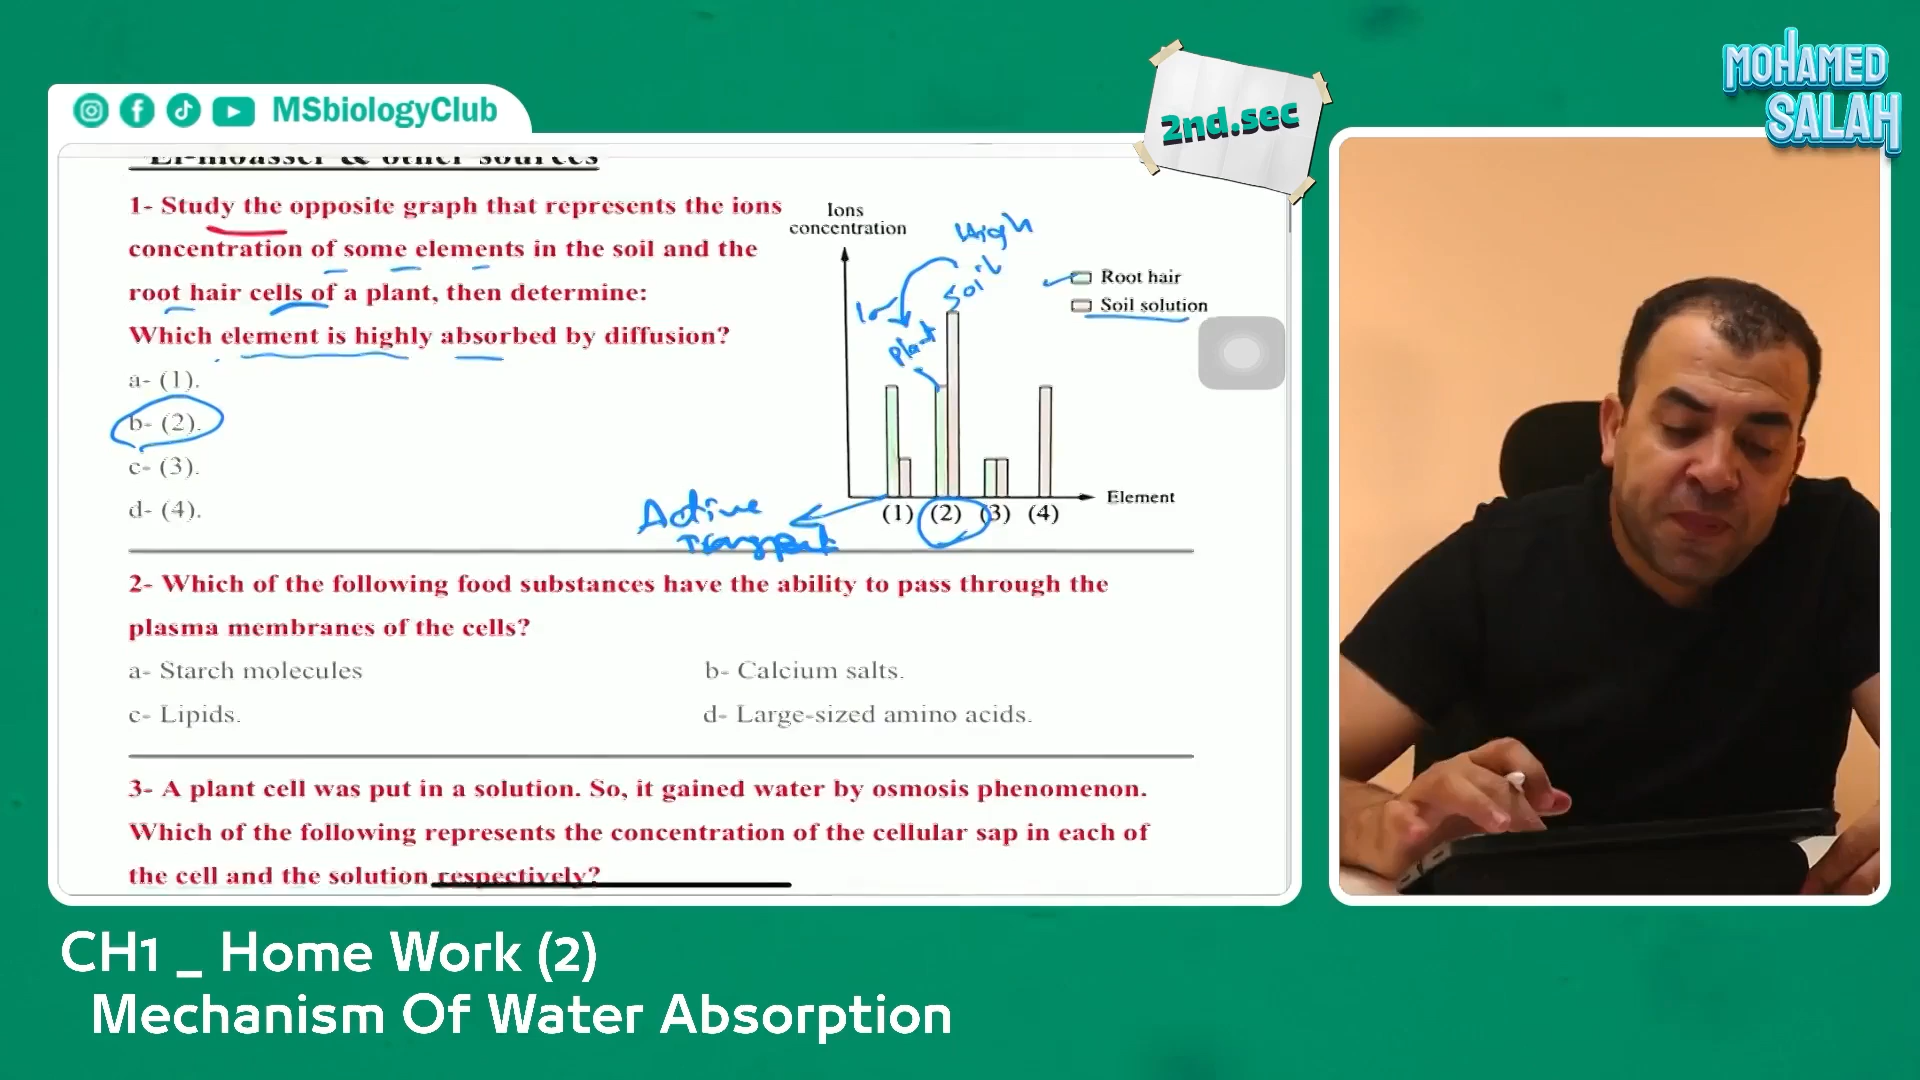 MOHAMED
SALAH
2nd.sec
MSbiologyClub
El-moasser & other sources
1- Study the opposite graph that represents the ions
concentration of some elements in the soil and the
root hair cells of a plant, then determine:
Which element is highly absorbed by diffusion?
a- (1).
b- (2).
c- (3).
d- (4).
Ions
concentration
High
Soil
Plant
Root hair
Soil solution
Element
(1) (2) (3) (4)
Active
Transport
2- Which of the following food substances have the ability to pass through the
plasma membranes of the cells?
a- Starch molecules
b- Calcium salts.
c- Lipids.
d- Large-sized amino acids.
3- A plant cell was put in a solution. So, it gained water by osmosis phenomenon.
Which of the following represents the concentration of the cellular sap in each of
the cell and the solution respectively?
CH1 _ Home Work (2)
Mechanism Of Water Absorption